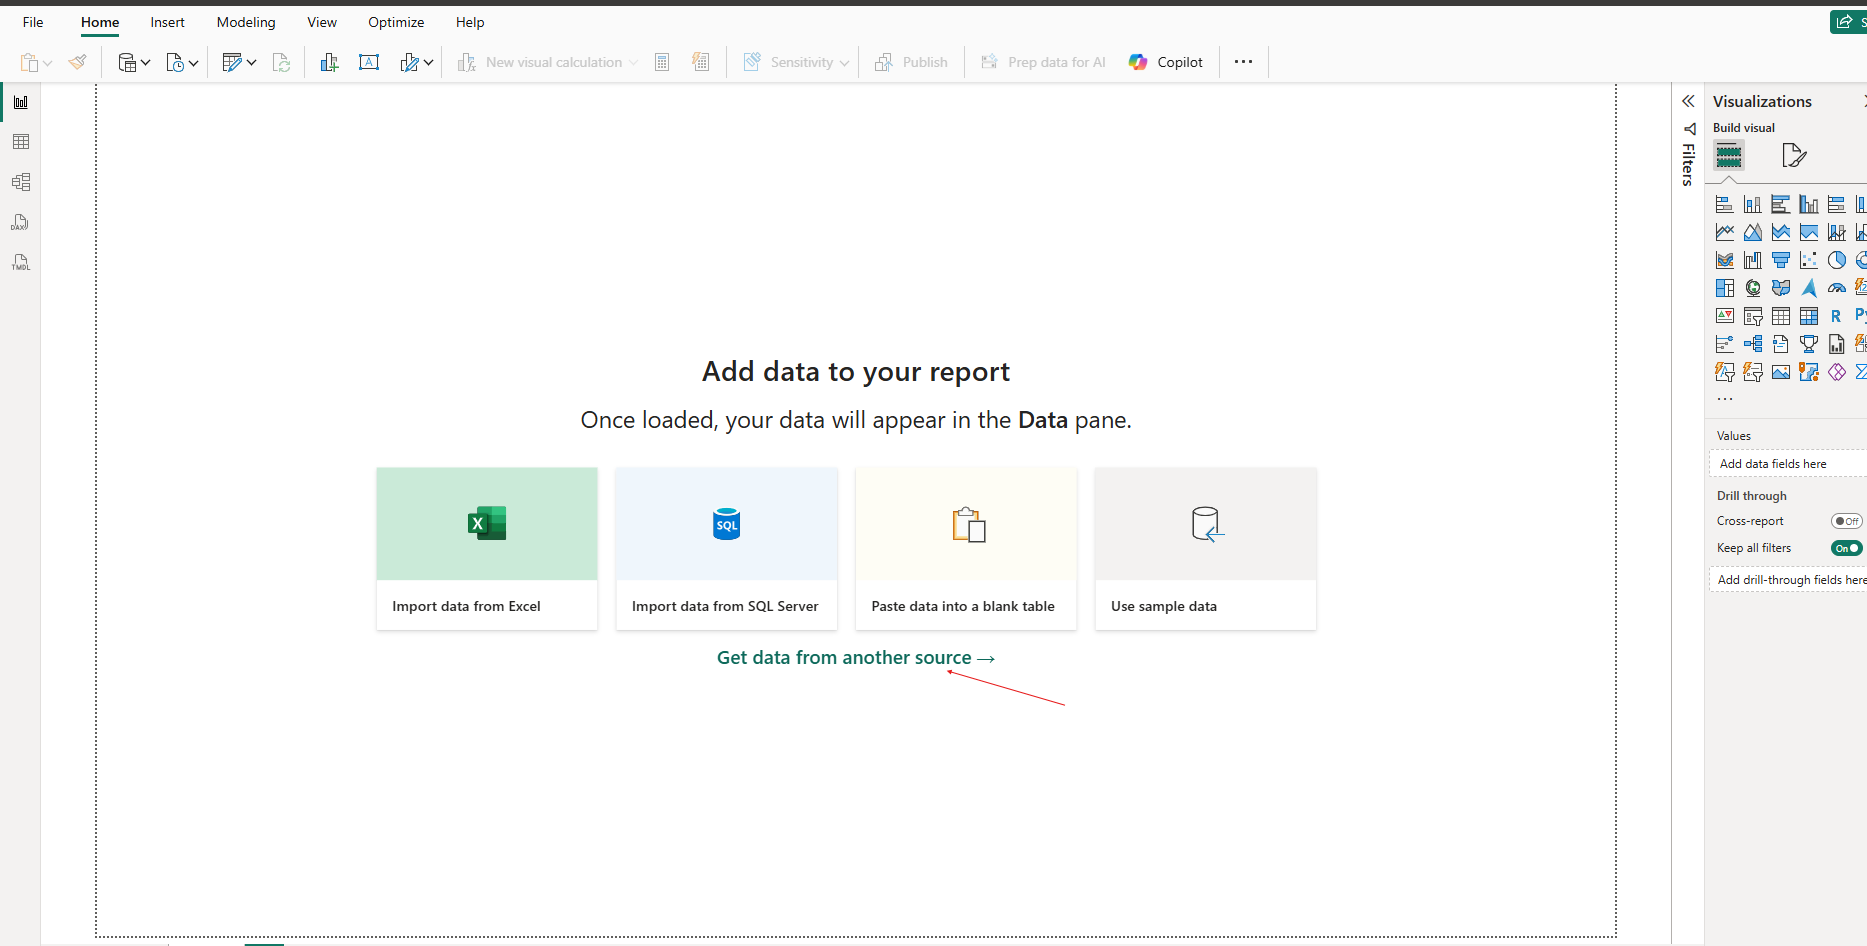 File Home Insert Modeling View Optimize Help
New visual calculation Sensitivity Publish Prep data for AI Copilot ...
Visualizations
Build visual
Filters
DAX
TMDL
Add data to your report
Once loaded, your data will appear in the Data pane.
X SQL
Import data from Excel Import data from SQL Server Paste data into a blank table Use sample data
Get data from another source →
R Py
...
Values
Add data fields here
Drill through
Cross-report Off
Keep all filters On
Add drill-through fields here